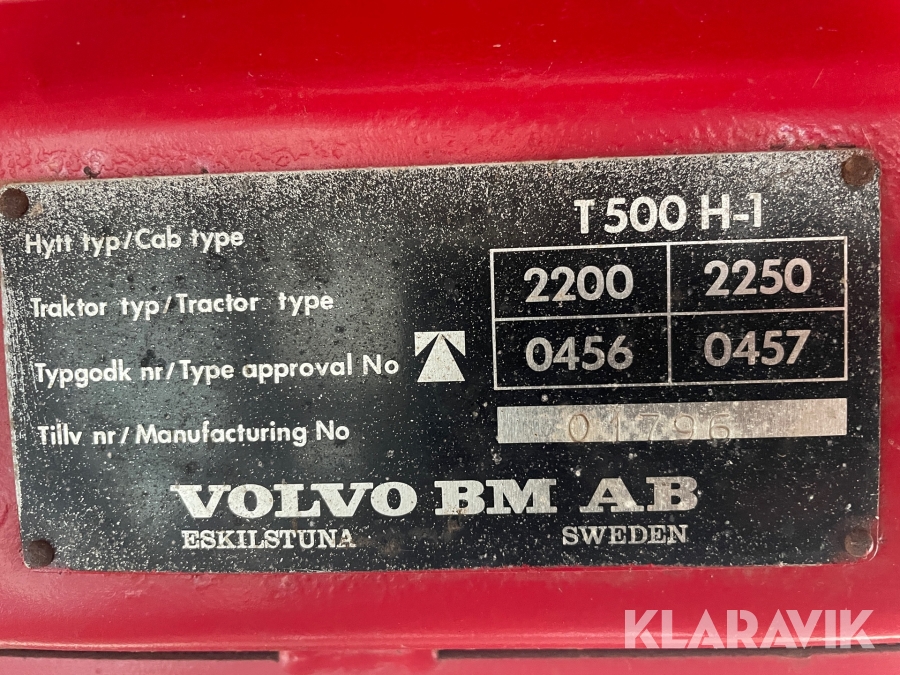 Hytt typ/Cab type T 500 H-1
Traktor typ/Tractor type 2200 2250
Typgodk nr/Type approval No 0456 0457
Tillv nr/Manufacturing No 01796
VOLVO BM AB
ESKILSTUNA SWEDEN
KLARAVIK